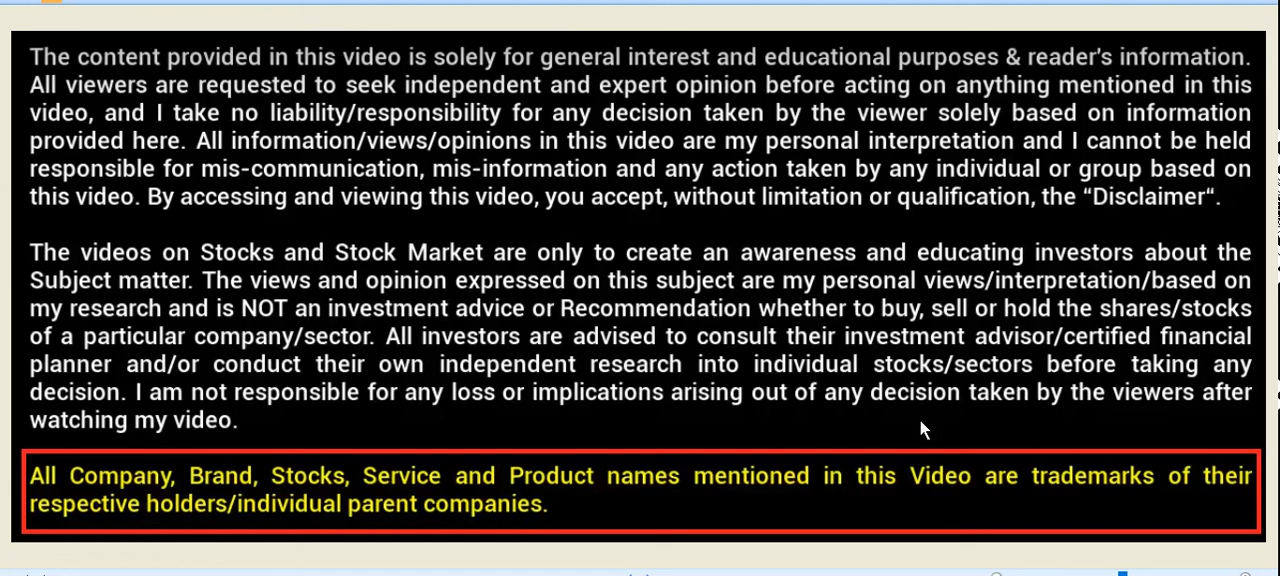 The content provided in this video is solely for general interest and educational purposes & reader's information.
All viewers are requested to seek independent and expert opinion before acting on anything mentioned in this
video, and I take no liability/responsibility for any decision taken by the viewer solely based on information
provided here. All information/views/opinions in this video are my personal interpretation and I cannot be held
responsible for mis-communication, mis-information and any action taken by any individual or group based on
this video. By accessing and viewing this video, you accept, without limitation or qualification, the “Disclaimer“.
The videos on Stocks and Stock Market are only to create an awareness and educating investors about the
Subject matter. The views and opinion expressed on this subject are my personal views/interpretation/based on
my research and is NOT an investment advice or Recommendation whether to buy, sell or hold the shares/stocks
of a particular company/sector. All investors are advised to consult their investment advisor/certified financial
planner and/or conduct their own independent research into individual stocks/sectors before taking any
decision. I am not responsible for any loss or implications arising out of any decision taken by the viewers after
watching my video.
All Company, Brand, Stocks, Service and Product names mentioned in this Video are trademarks of their
respective holders/individual parent companies.